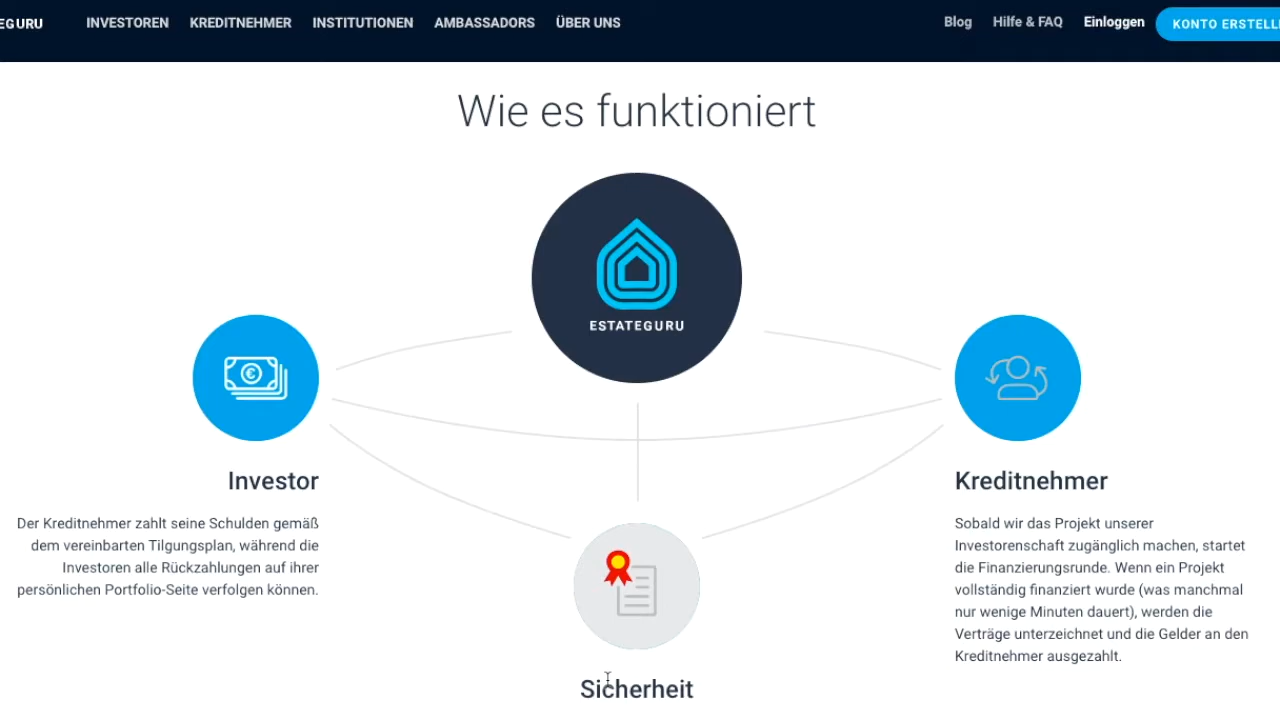 EGURU INVESTOREN KREDITNEHMER INSTITUTIONEN AMBASSADORS ÜBER UNS Blog Hilfe & FAQ Einloggen KONTO ERSTELL
Wie es funktioniert
ESTATEGURU
€
Investor
Der Kreditnehmer zahlt seine Schulden gemäß
dem vereinbarten Tilgungsplan, während die
Investoren alle Rückzahlungen auf ihrer
persönlichen Portfolio-Seite verfolgen können.
Kreditnehmer
Sobald wir das Projekt unserer
Investorenschaft zugänglich machen, startet
die Finanzierungsrunde. Wenn ein Projekt
vollständig finanziert wurde (was manchmal
nur wenige Minuten dauert), werden die
Verträge unterzeichnet und die Gelder an den
Kreditnehmer ausgezahlt.
Sicherheit